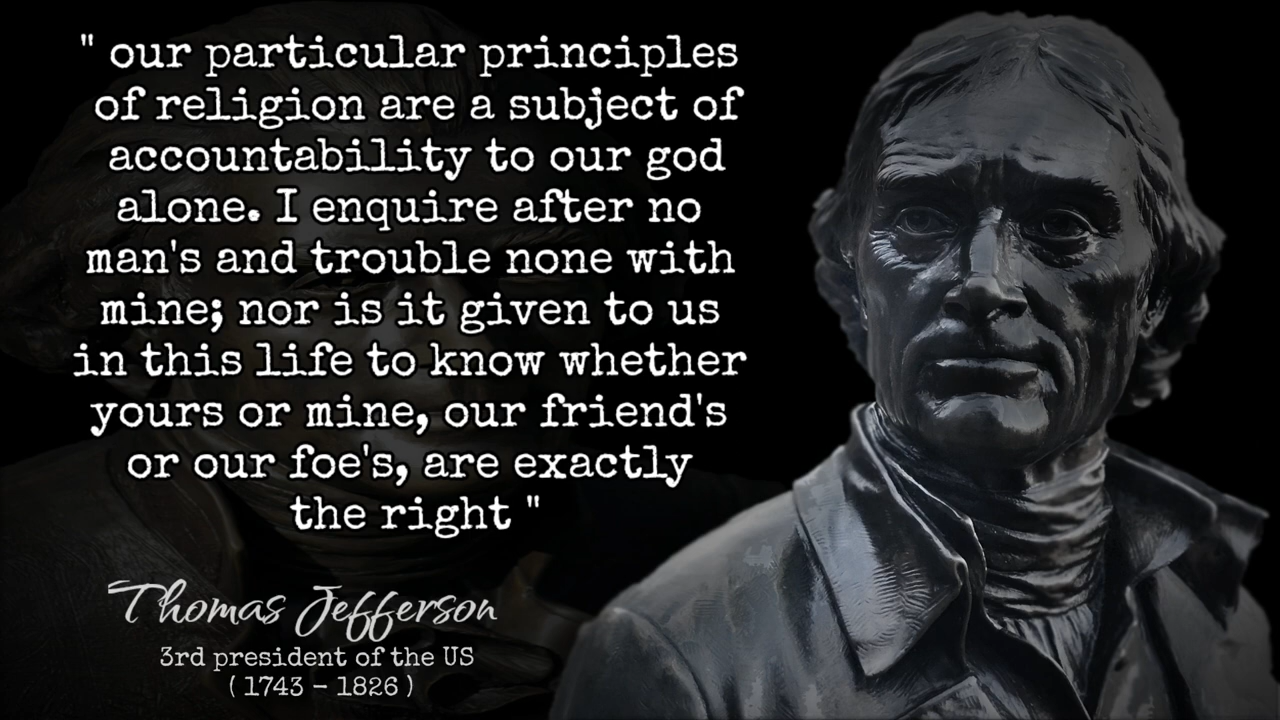 " our particular principles
of religion are a subject of
accountability to our god
alone. I enquire after no
man's and trouble none with
mine; nor is it given to us
in this life to know whether
yours or mine, our friend's
or our foe's, are exactly
the right "
Thomas Jefferson
3rd president of the US
( 1743 - 1826 )